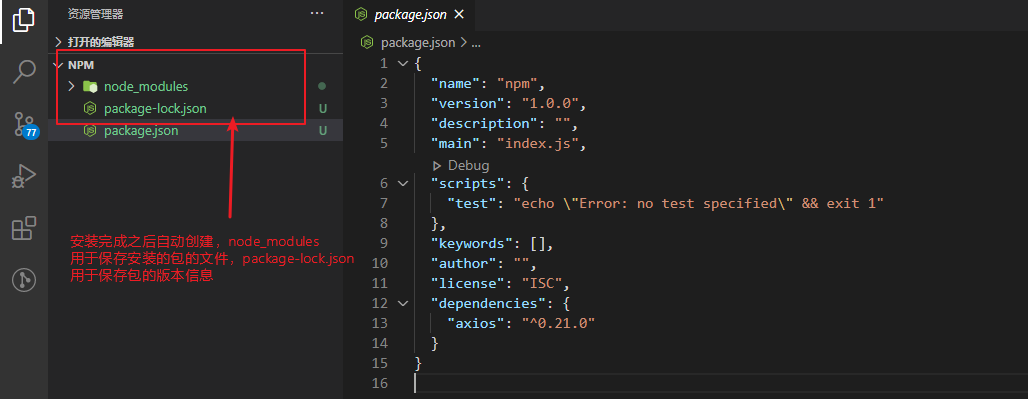 资源管理器 ···
打开的编辑器
NPM
node_modules
package-lock.json U
package.json U
77
安装完成之后自动创建，node_modules
用于保存安装的包的文件，package-lock.json
用于保存包的版本信息
package.json
package.json > ...
1 {
2 "name": "npm",
3 "version": "1.0.0",
4 "description": "",
5 "main": "index.js",
Debug
6 "scripts": {
7 "test": "echo \"Error: no test specified\" && exit 1"
8 },
9 "keywords": [],
10 "author": "",
11 "license": "ISC",
12 "dependencies": {
13 "axios": "^0.21.0"
14 }
15 }
16